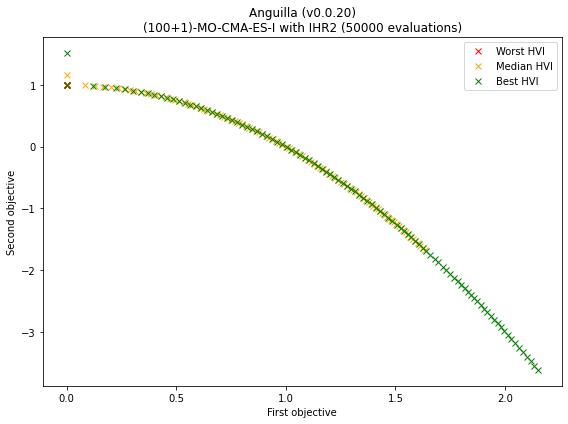 Anguilla (v0.0.20)
(100+1)-MO-CMA-ES-I with IHR2 (50000 evaluations)
Worst HVI
Median HVI
Best HVI
Second objective
1
0
−1
−2
−3
0.0
0.5
1.0
1.5
2.0
First objective